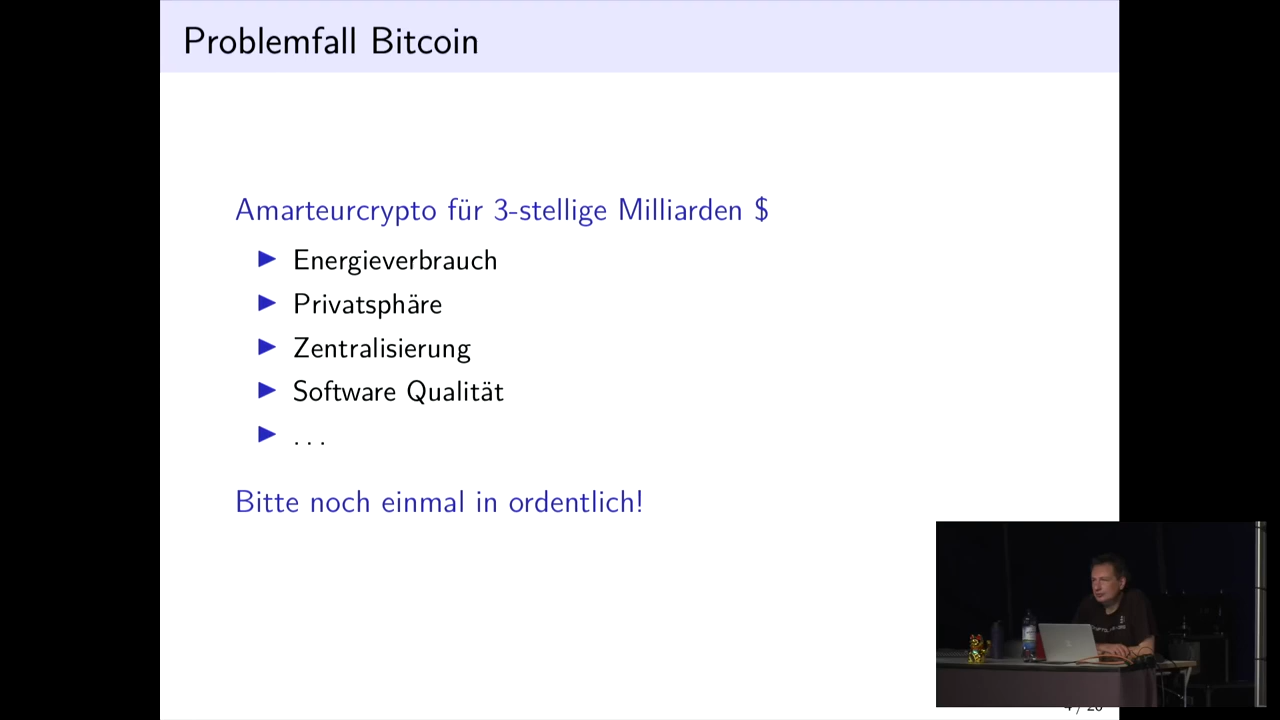 Problemfall Bitcoin
Amarteurcrypto für 3-stellige Milliarden $
Energieverbrauch
Privatsphäre
Zentralisierung
Software Qualität
. . .
Bitte noch einmal in ordentlich!